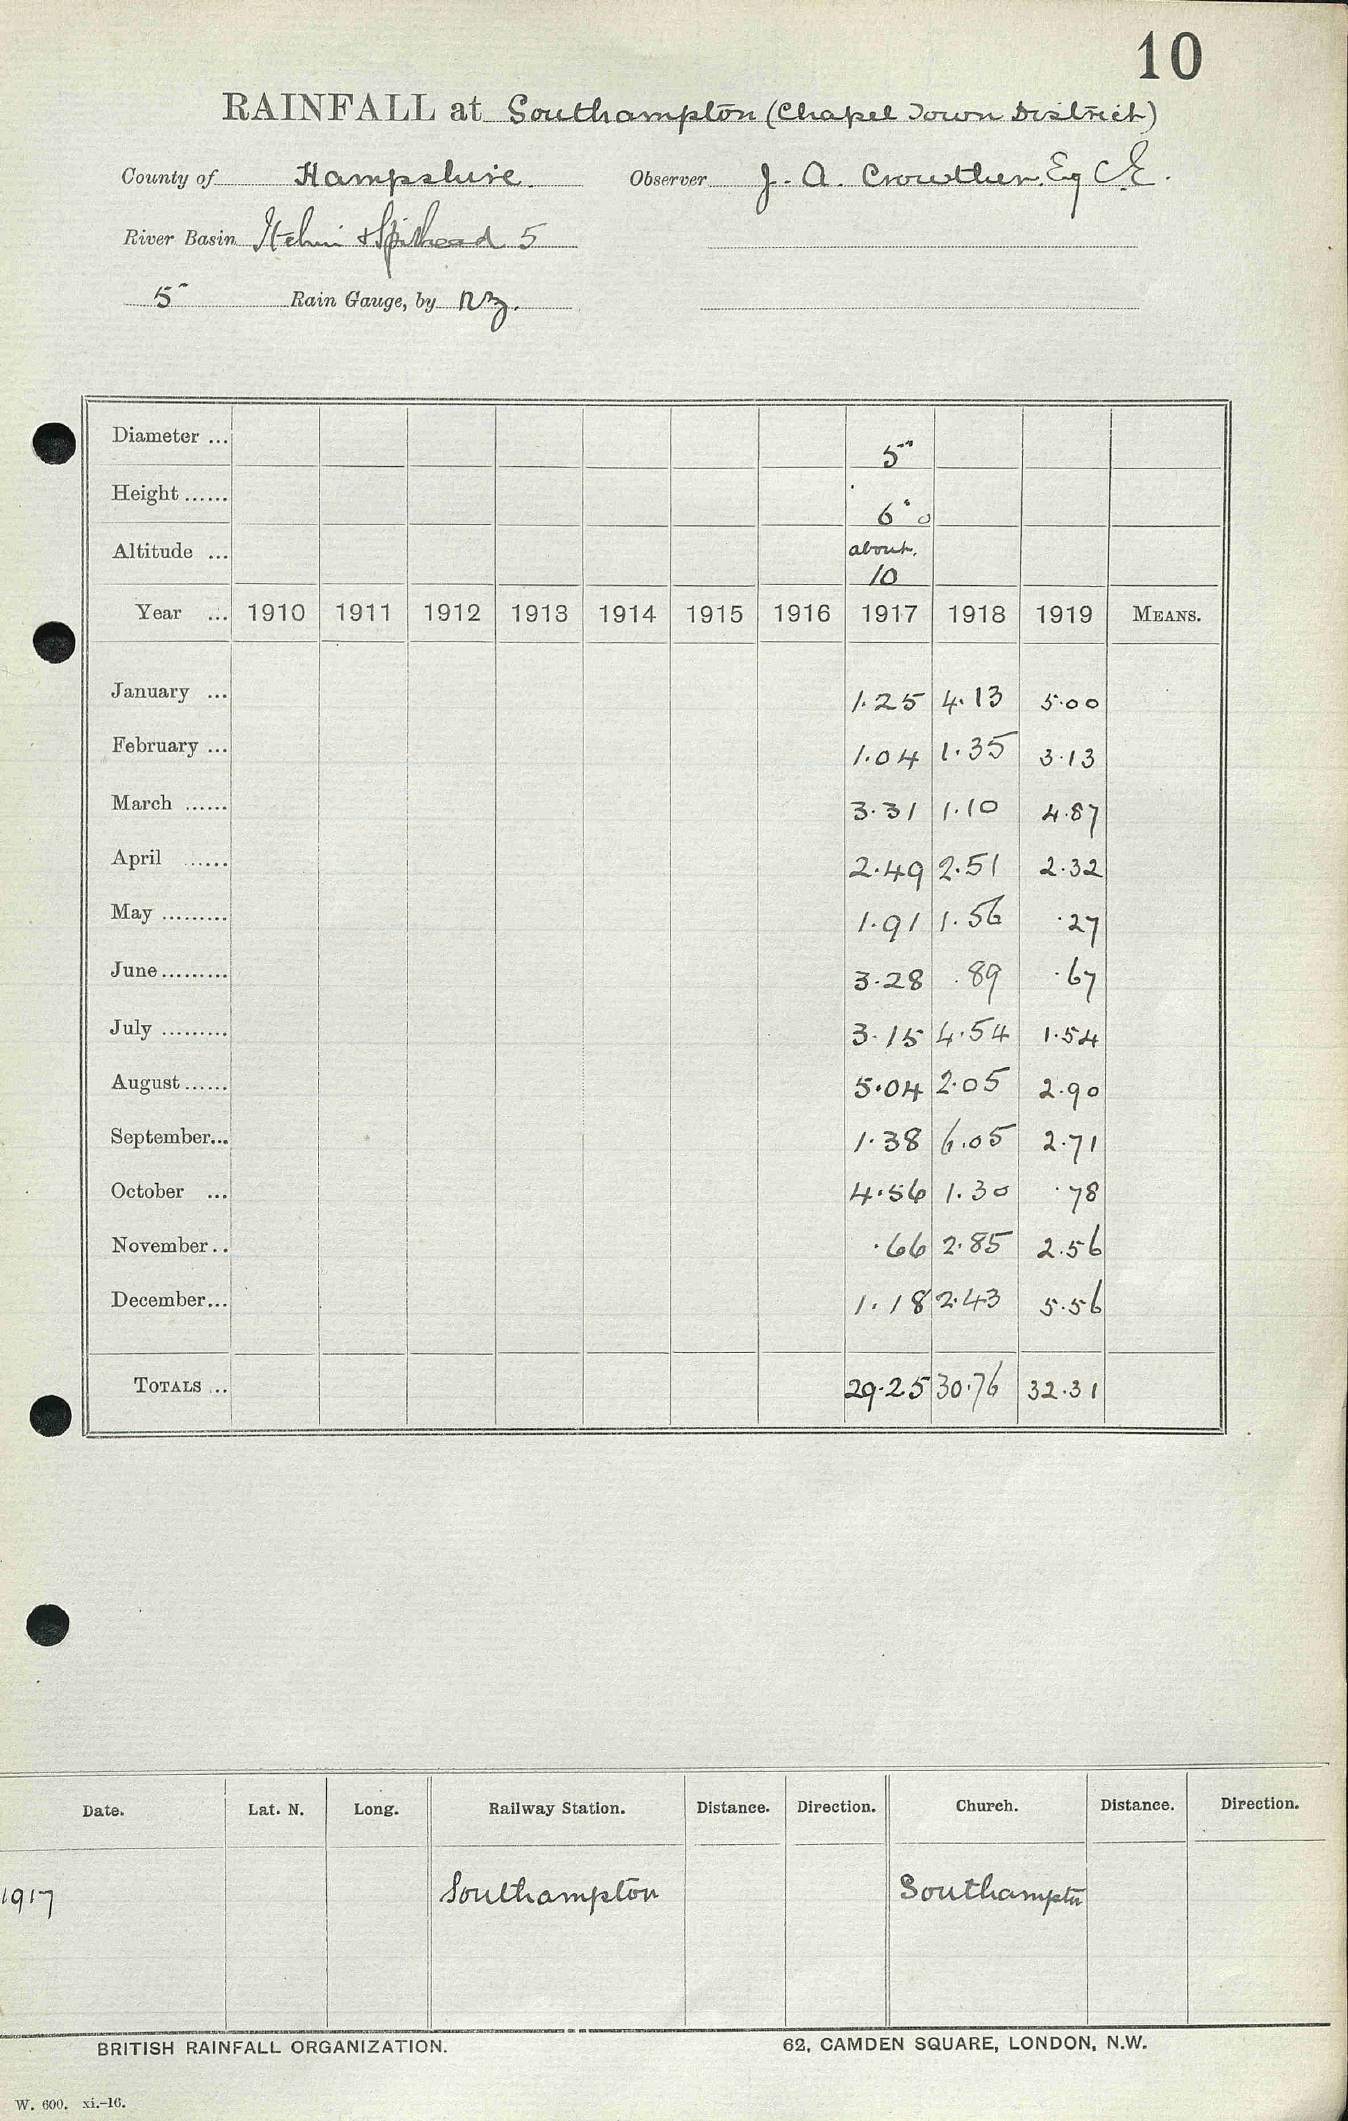 10
RAINFALL at Southampton (Chapel Town District)
County of Hampshire. Observer J. A. Crowther. Esq C.E.
River Basin Itchen & Spithead 5
5" Rain Gauge, by
Diameter ... 5"
Height ...... 6" 0
Altitude ... about 10
Year ... 1910 1911 1912 1913 1914 1915 1916 1917 1918 1919 MEANS.
January ... 1.25 4.13 5.00
February ... 1.04 1.35 3.13
March ...... 3.31 1.10 4.87
April ...... 2.49 2.51 2.32
May ......... 1.91 1.56 .27
June ......... 3.28 .89 .67
July ......... 3.15 4.54 1.54
August ...... 5.04 2.05 2.90
September... 1.38 6.05 2.71
October ... 4.56 1.30 .78
November.. .66 2.85 2.56
December... 1.18 2.43 5.56
TOTALS ... 29.25 30.76 32.31
Date. Lat. N. Long. Railway Station. Distance. Direction. Church. Distance. Direction.
1917 Southampton Southampton
BRITISH RAINFALL ORGANIZATION. 62, CAMDEN SQUARE, LONDON, N.W.
W. 600. xi.–16.